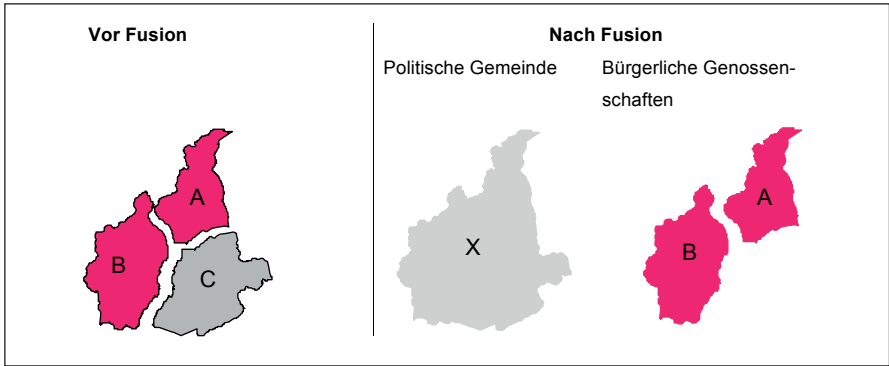 Vor Fusion
Nach Fusion
Politische Gemeinde
Bürgerliche Genossen-
schaften
A
B
C
X
A
B